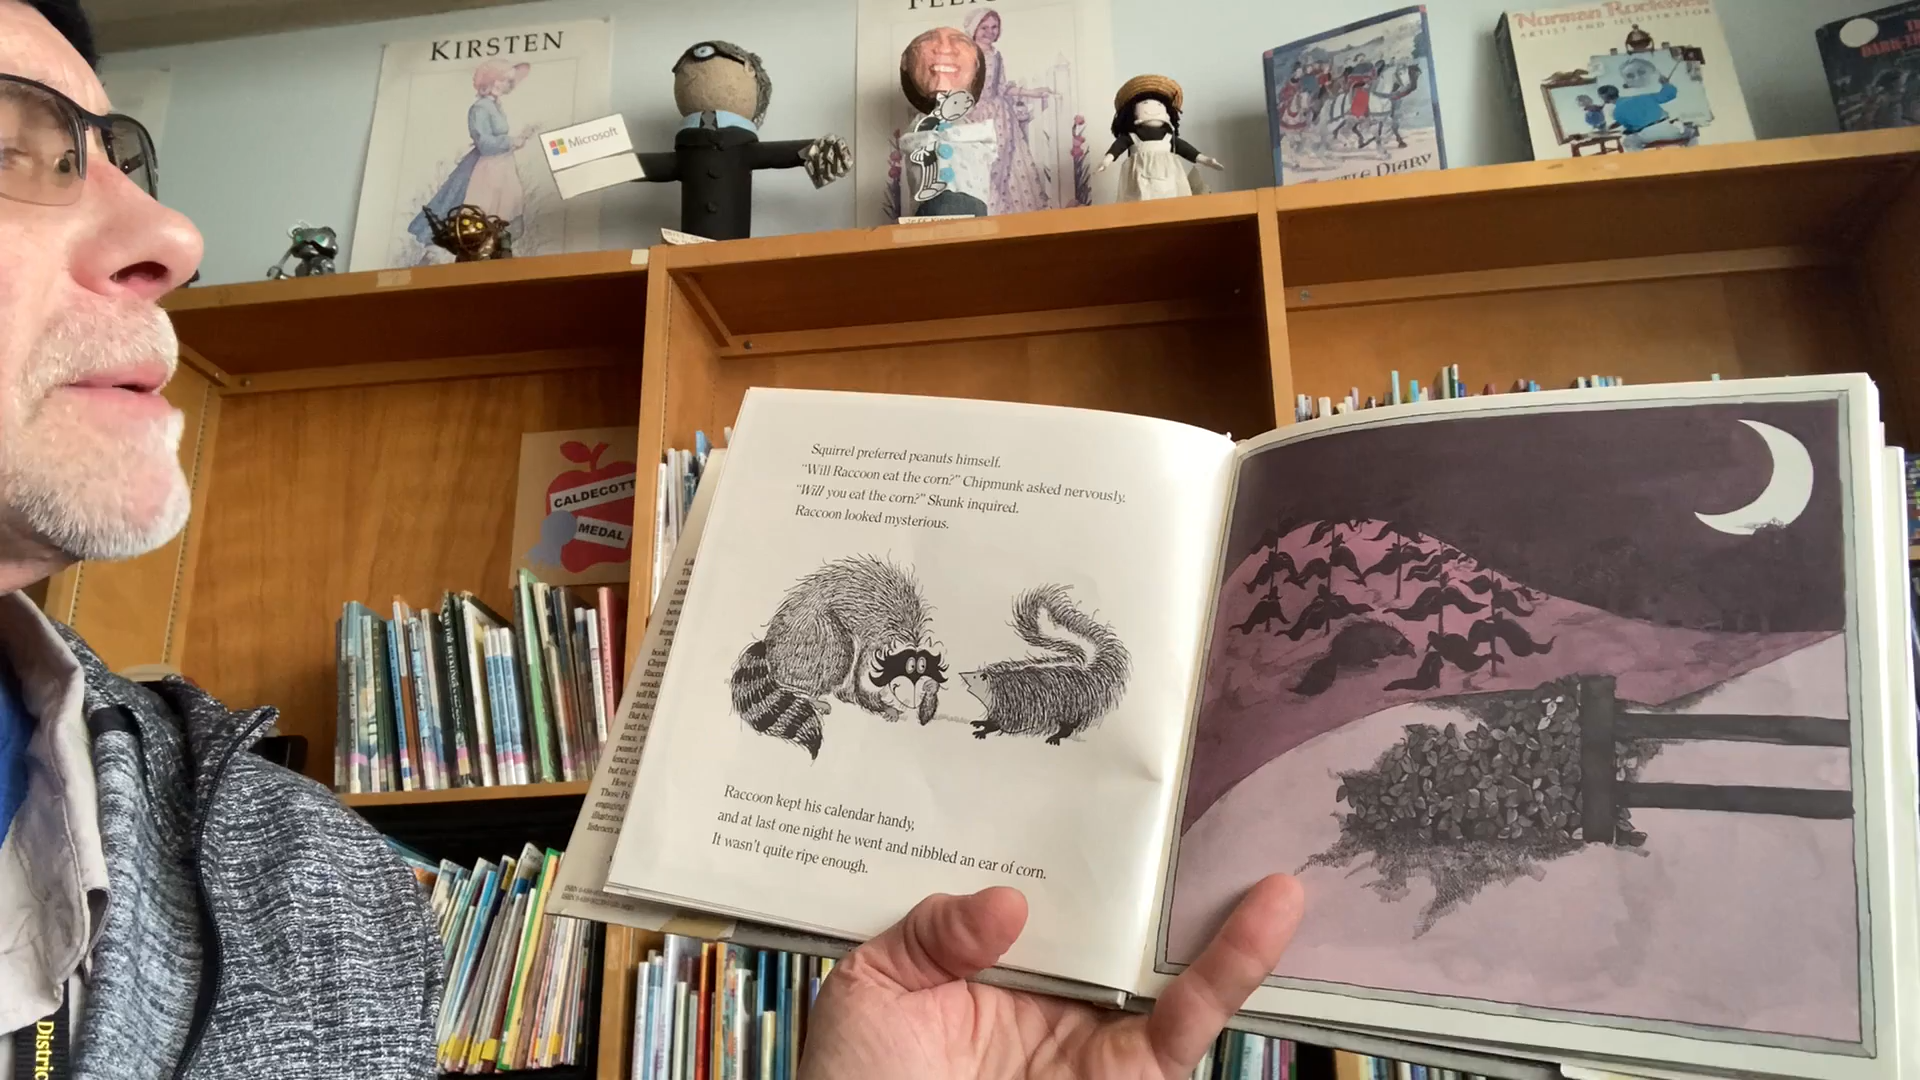 KIRSTEN
Microsoft
Norman Rockwell
ARTIST AND ILLUSTRATOR
DIARY
CALDECOTT
MEDAL
Squirrel preferred peanuts himself.
"Will Raccoon eat the corn?" Chipmunk asked nervously.
"Will you eat the corn?" Skunk inquired.
Raccoon looked mysterious.
Raccoon kept his calendar handy,
and at last one night he went and nibbled an ear of corn.
It wasn't quite ripe enough.
Distric